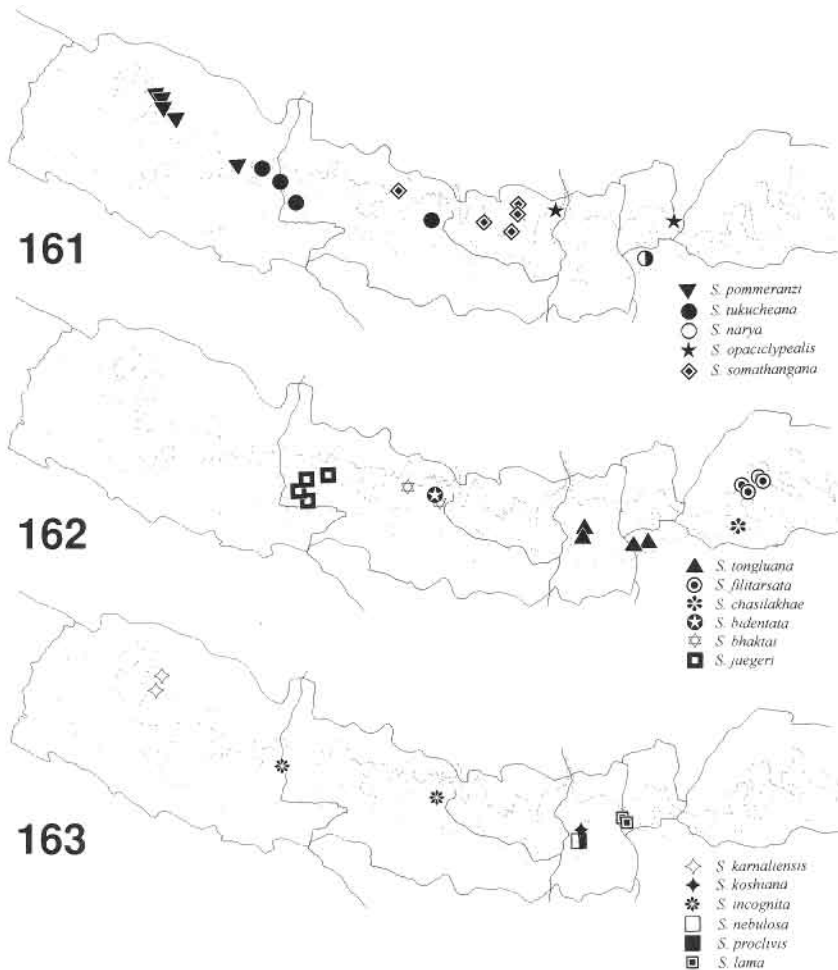 161
S. pommeranzi
S. tukucheana
S. narya
S. opaciclypealis
S. somathangana
162
S. tongluana
S. filitarsata
S. chasilakhae
S. bidentata
S. bhaktai
S. jaegeri
163
S. karnaliensis
S. koshiana
S. incognita
S. nebulosa
S. proclivis
S. lama